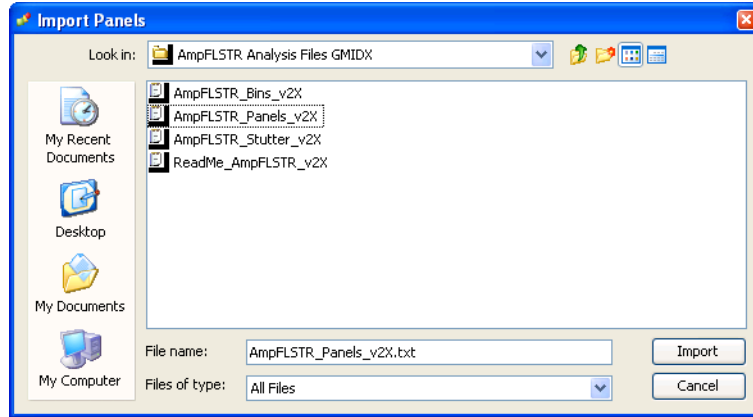 Import Panels
Look in: AmpFLSTR Analysis Files GMIDX
My Recent
Documents
Desktop
My Documents
My Computer
AmpFLSTR_Bins_v2X
AmpFLSTR_Panels_v2X
AmpFLSTR_Stutter_v2X
ReadMe_AmpFLSTR_v2X
File name: AmpFLSTR_Panels_v2X.txt Import
Files of type: All Files Cancel